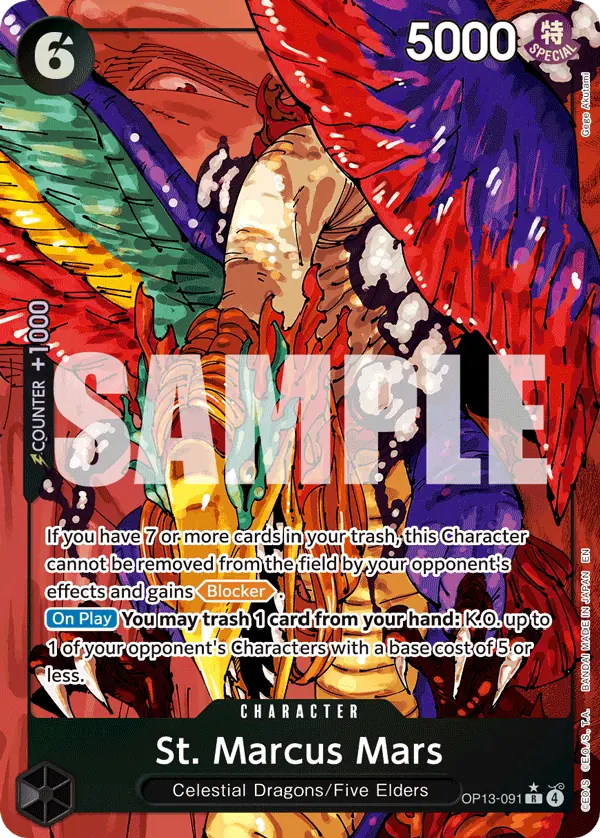 6
5000
特
SPECIAL
Gege Akutami
COUNTER +1000
SAMPLE
If you have 7 or more cards in your trash, this Character
cannot be removed from the field by your opponent's
effects and gains Blocker .
On Play You may trash 1 card from your hand: K.O. up to
1 of your opponent's Characters with a base cost of 5 or
less.
CHARACTER
St. Marcus Mars
Celestial Dragons/Five Elders
OP13-091 R 4
©EO/S ©E.O./S., T.A. BANDAI MADE IN JAPAN EN